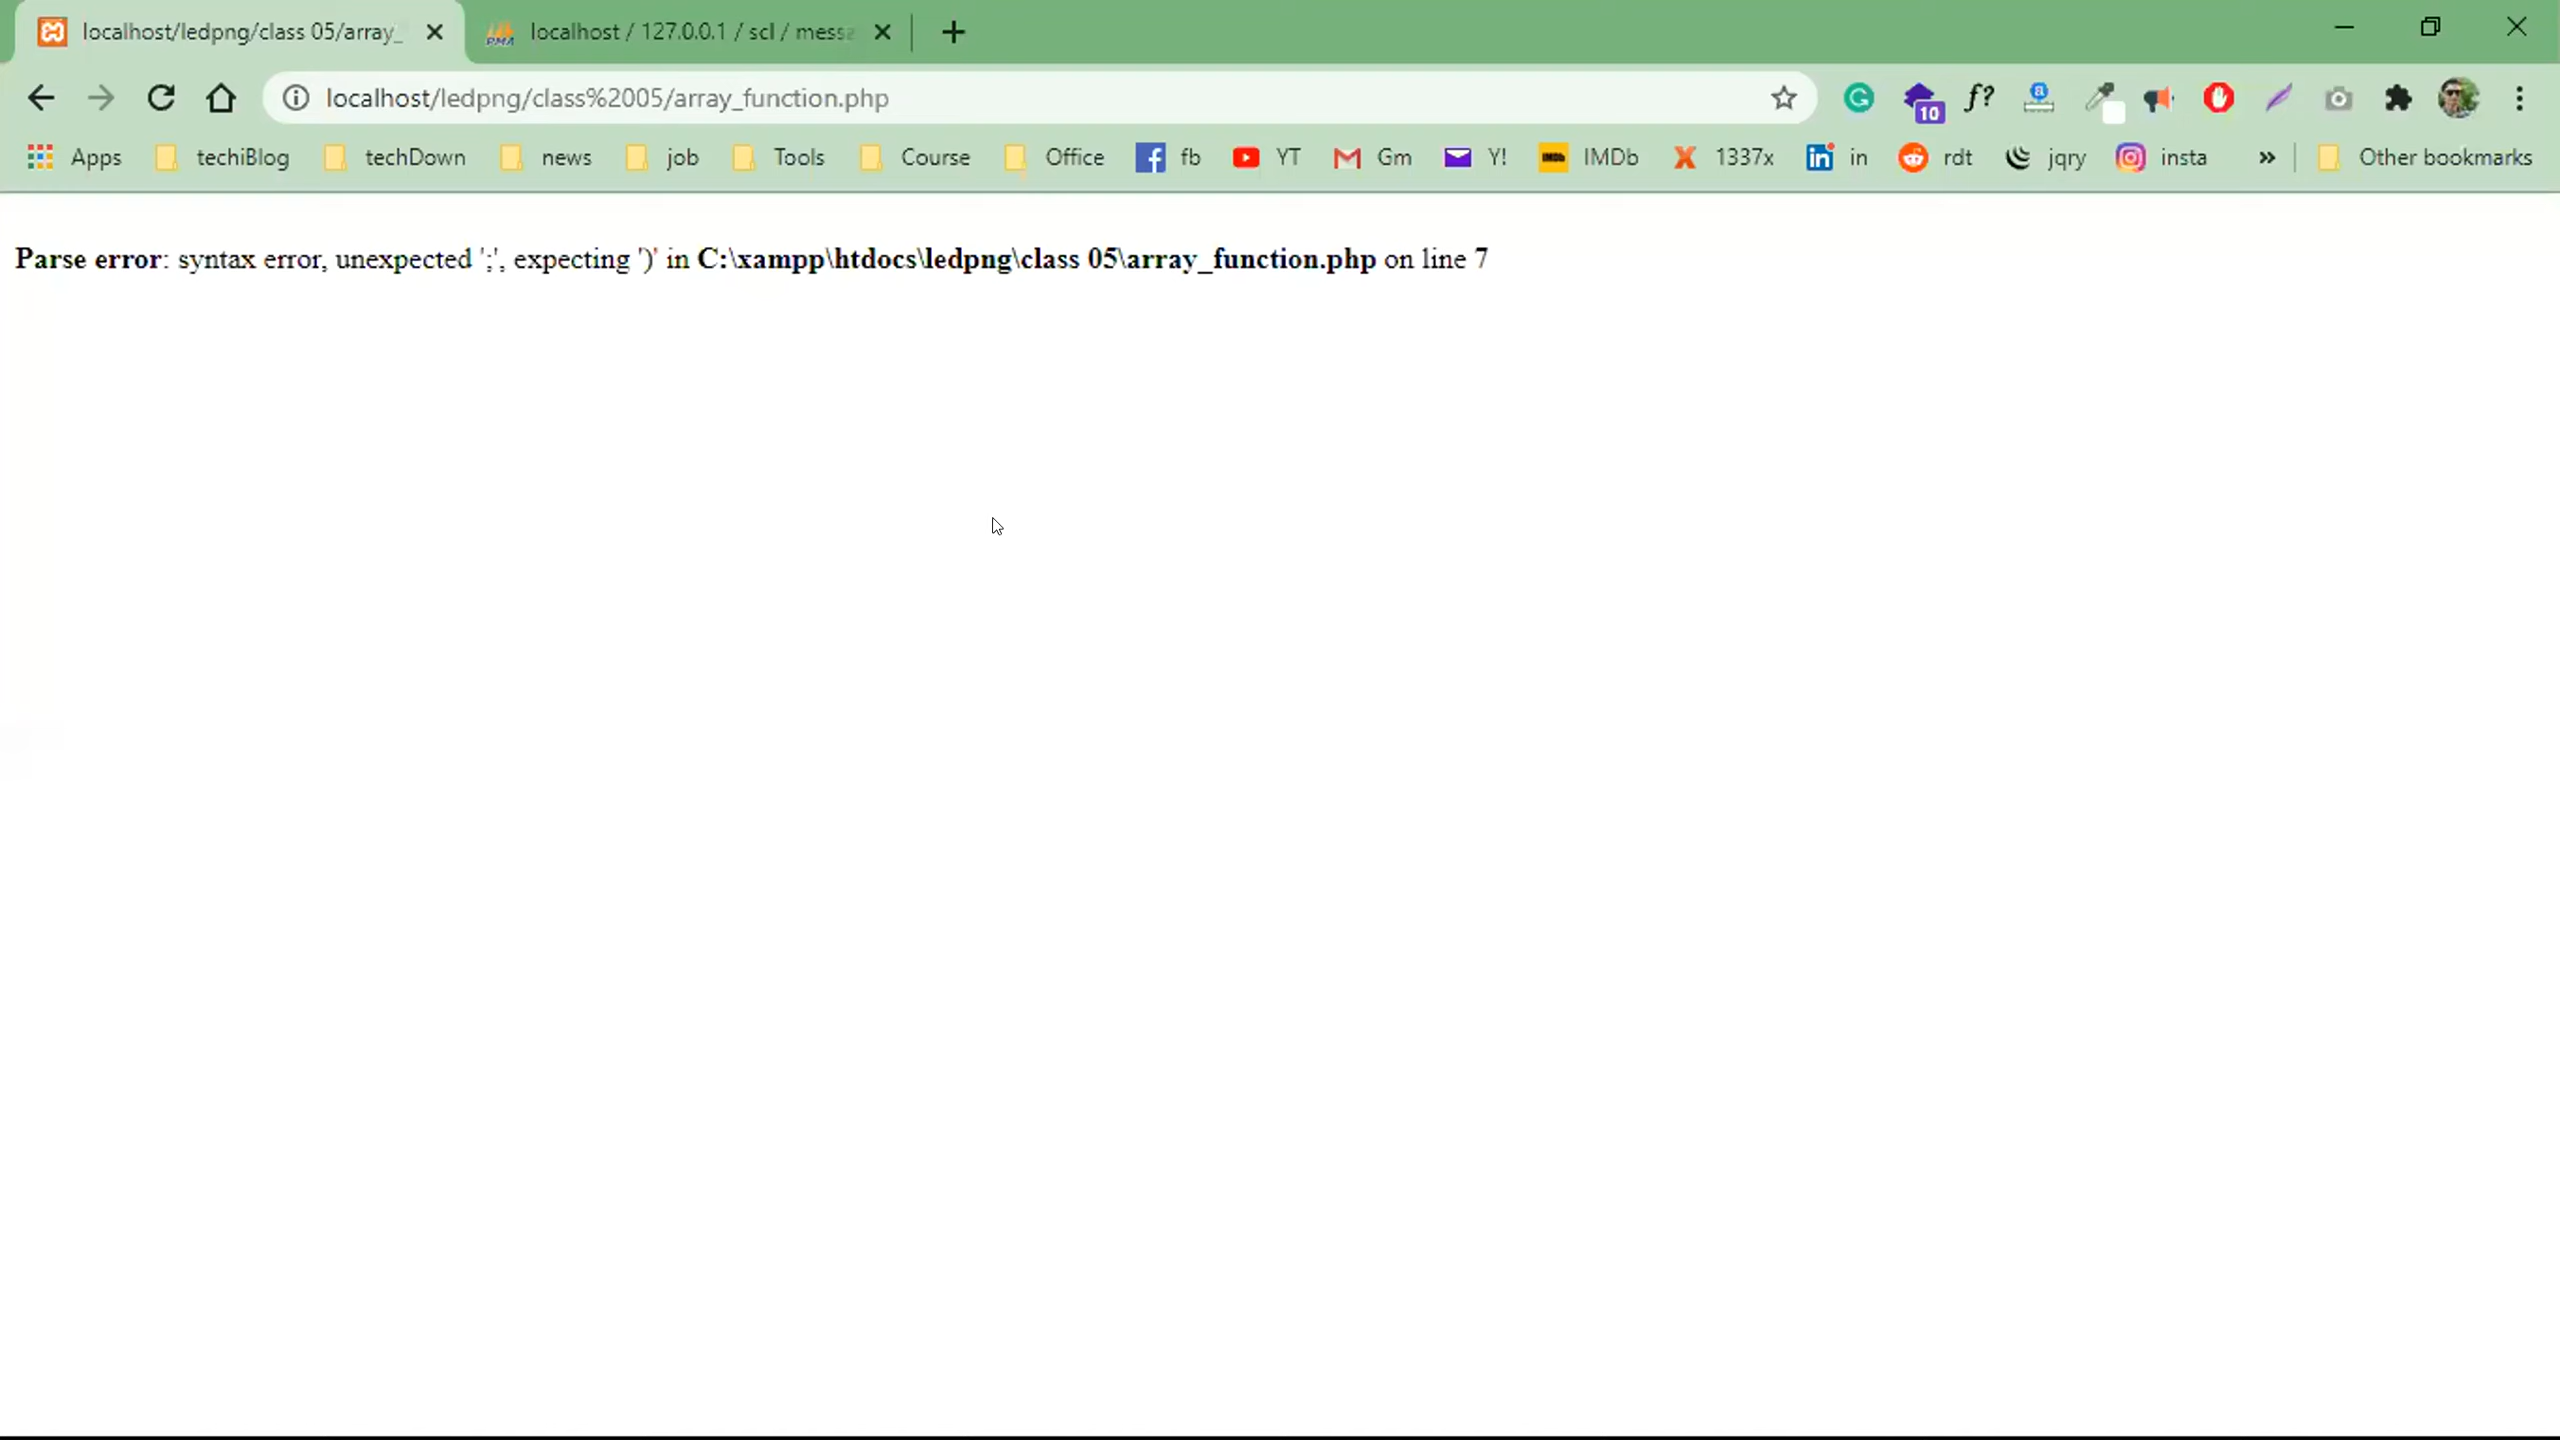 localhost/ledpng/class 05/array_
localhost / 127.0.0.1 / scl / messa
localhost/ledpng/class%2005/array_function.php
10 f?
Apps techiBlog techDown news job Tools Course Office fb YT Gm Y! IMDb 1337x in rdt jqry insta » Other bookmarks
Parse error: syntax error, unexpected ';', expecting ')' in C:\xampp\htdocs\ledpng\class 05\array_function.php on line 7